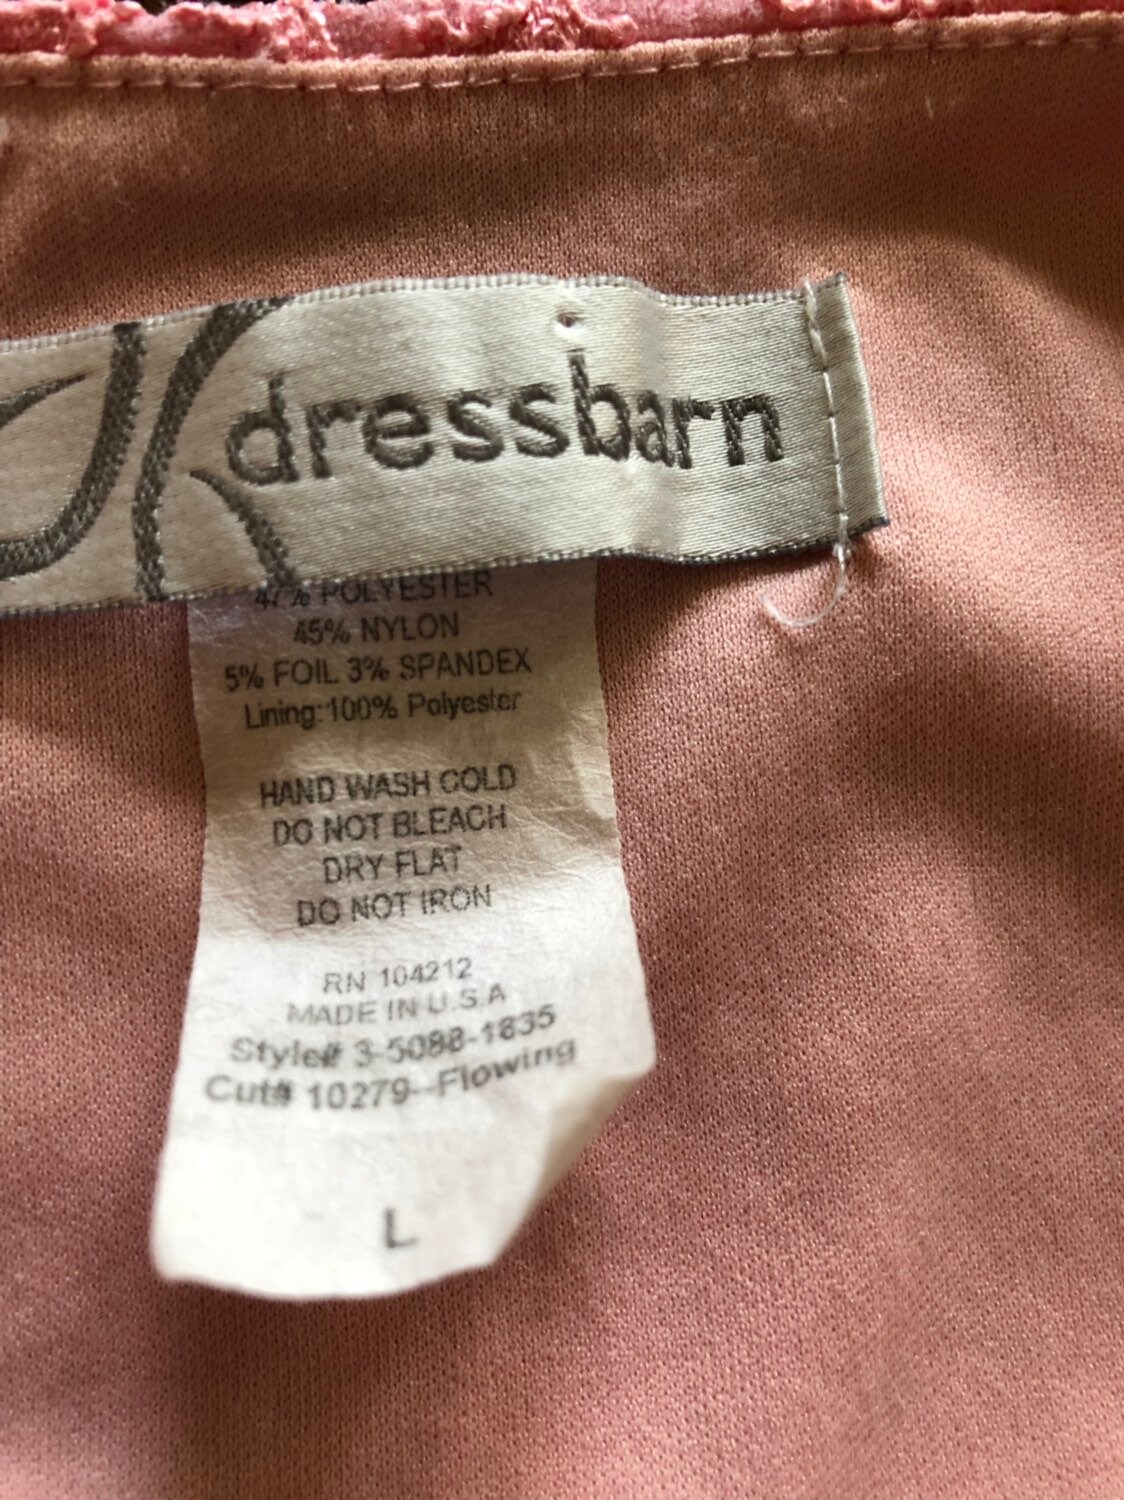 dressbarn
47% POLYESTER
45% NYLON
5% FOIL 3% SPANDEX
Lining:100% Polyester
HAND WASH COLD
DO NOT BLEACH
DRY FLAT
DO NOT IRON
RN 104212
MADE IN U.S.A
Style# 3-5088-1835
Cut# 10279--Flowing
L